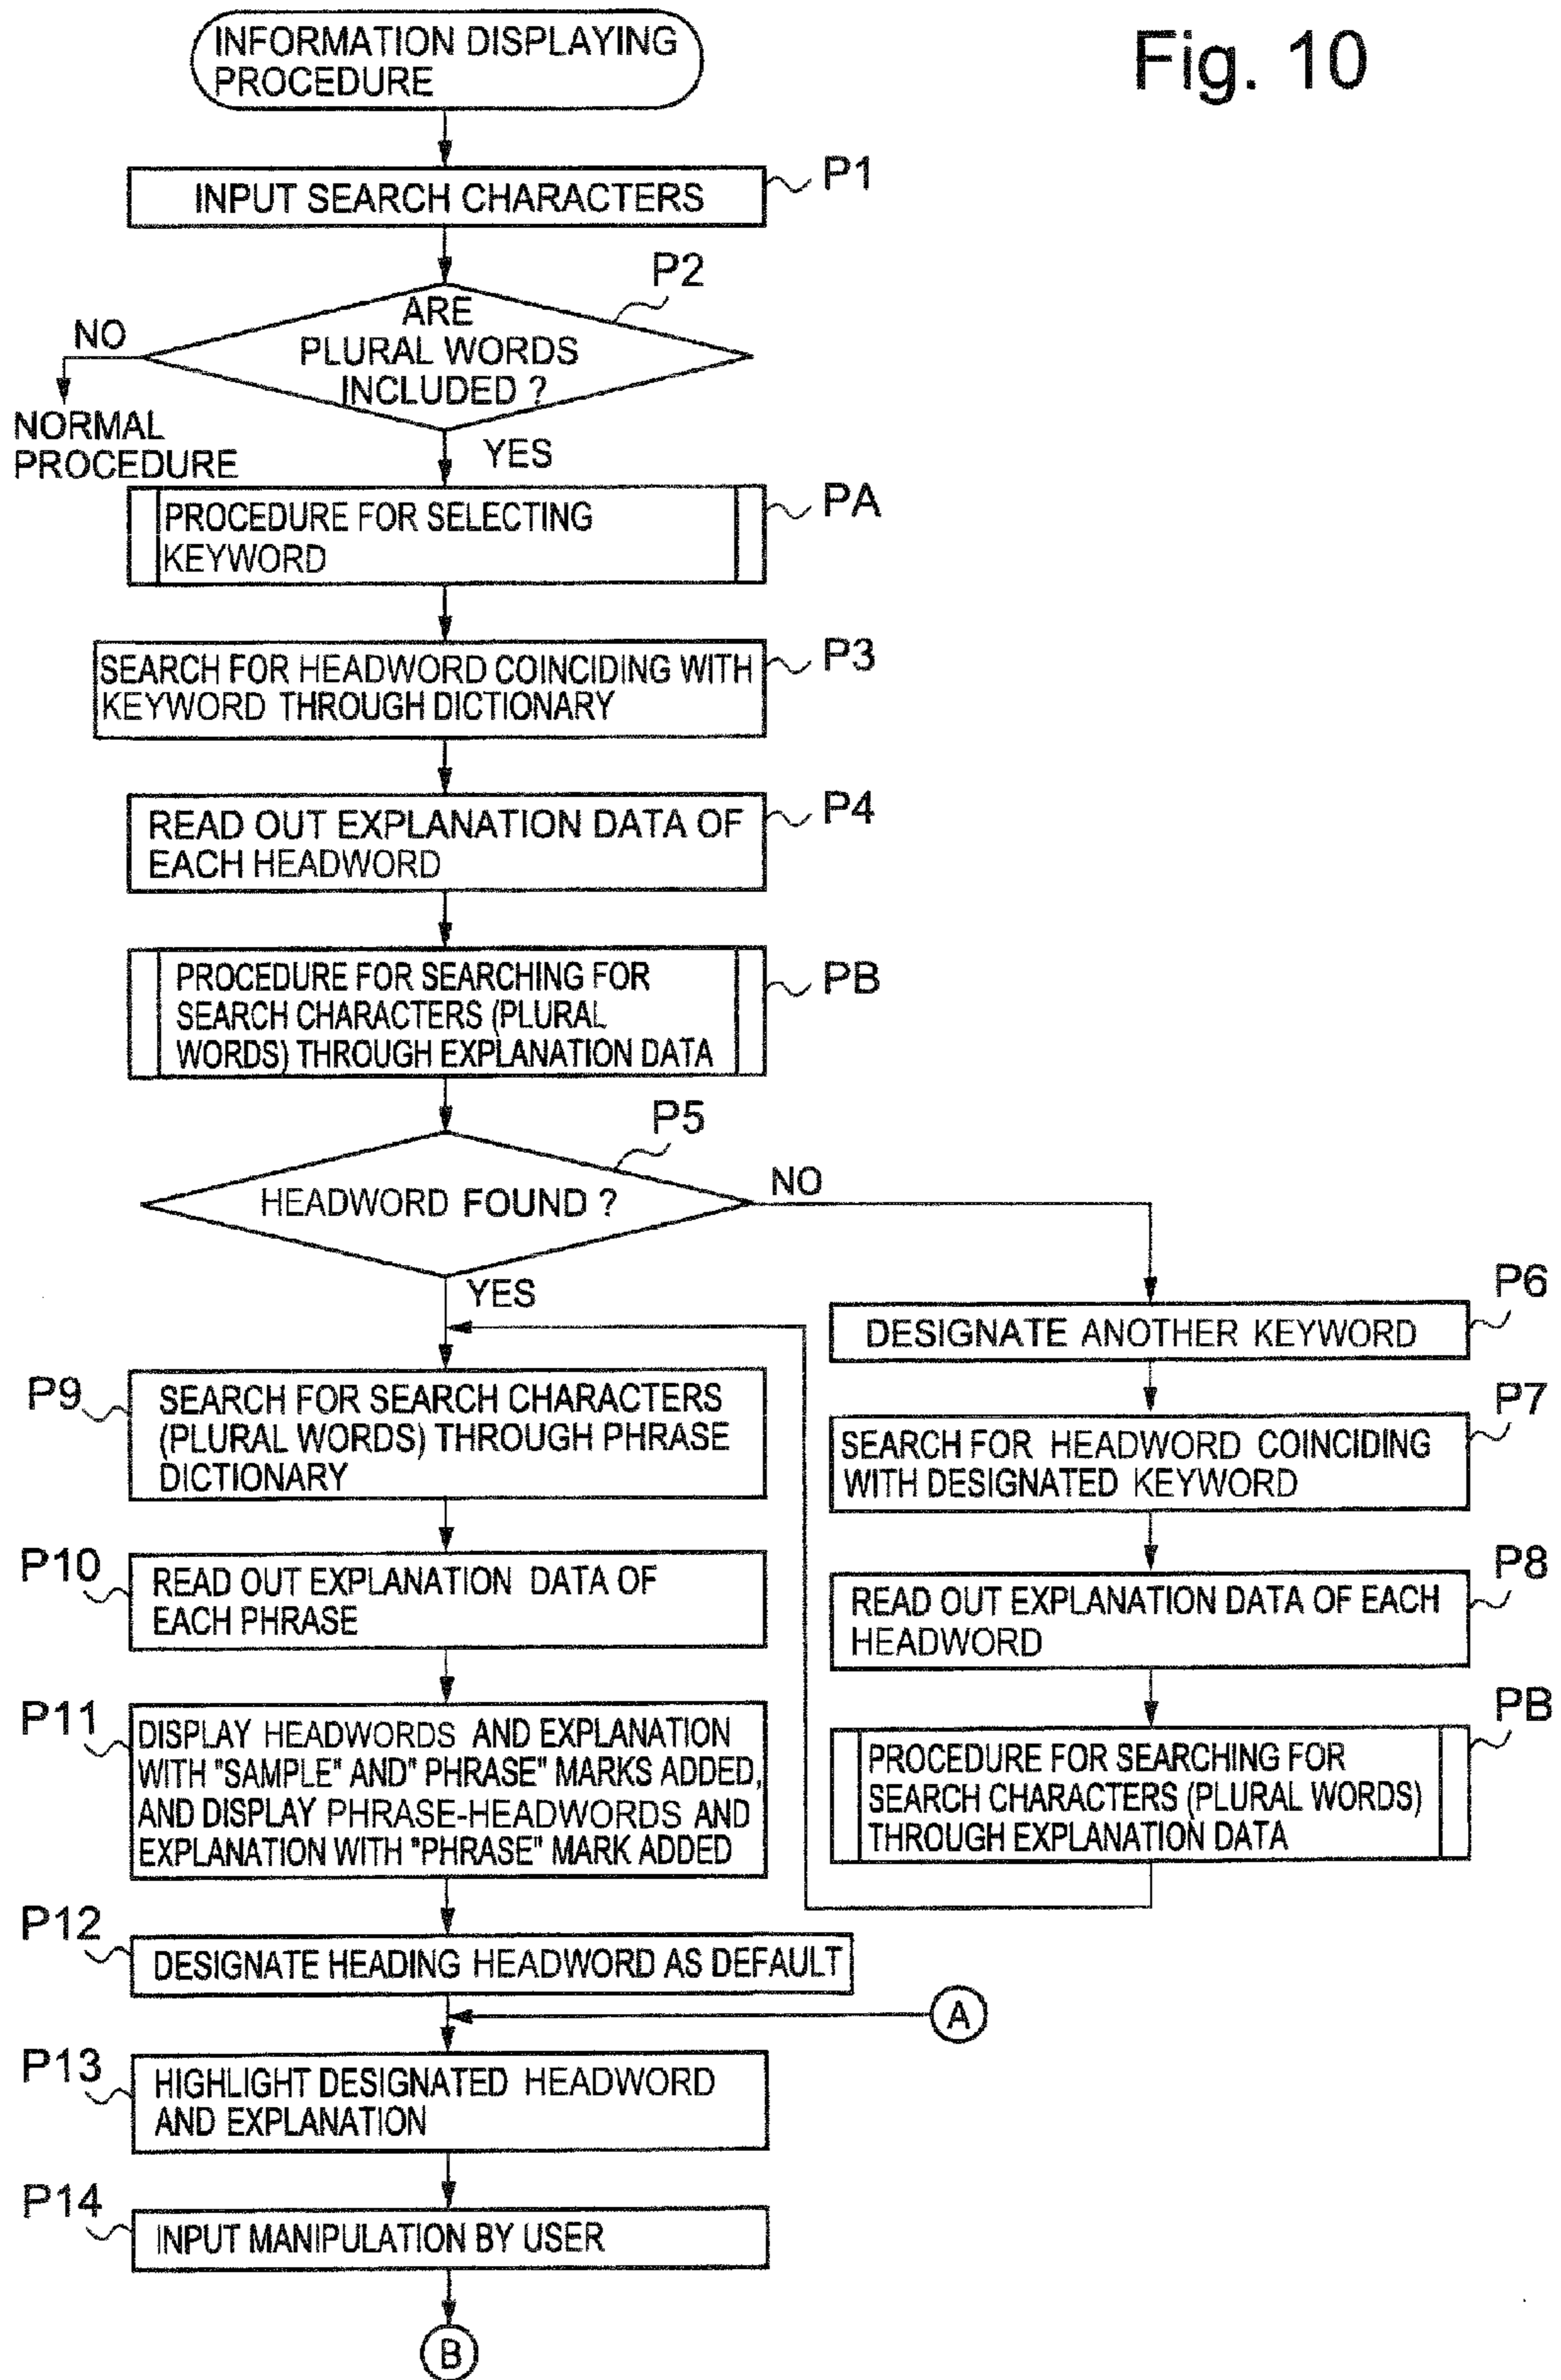 Fig. 10
INFORMATION DISPLAYING
PROCEDURE
P1
INPUT SEARCH CHARACTERS
P2
ARE
PLURAL WORDS
INCLUDED ?
NO
NORMAL
PROCEDURE
YES
PA
PROCEDURE FOR SELECTING
KEYWORD
P3
SEARCH FOR HEADWORD COINCIDING WITH
KEYWORD THROUGH DICTIONARY
P4
READ OUT EXPLANATION DATA OF
EACH HEADWORD
PB
PROCEDURE FOR SEARCHING FOR
SEARCH CHARACTERS (PLURAL
WORDS) THROUGH EXPLANATION DATA
P5
HEADWORD FOUND ?
NO
YES
P6
DESIGNATE ANOTHER KEYWORD
P7
SEARCH FOR HEADWORD COINCIDING
WITH DESIGNATED KEYWORD
P8
READ OUT EXPLANATION DATA OF EACH
HEADWORD
PB
PROCEDURE FOR SEARCHING FOR
SEARCH CHARACTERS (PLURAL WORDS)
THROUGH EXPLANATION DATA
P9
SEARCH FOR SEARCH CHARACTERS
(PLURAL WORDS) THROUGH PHRASE
DICTIONARY
P10
READ OUT EXPLANATION DATA OF
EACH PHRASE
P11
DISPLAY HEADWORDS AND EXPLANATION
WITH "SAMPLE" AND" PHRASE" MARKS ADDED,
AND DISPLAY PHRASE-HEADWORDS AND
EXPLANATION WITH "PHRASE" MARK ADDED
P12
DESIGNATE HEADING HEADWORD AS DEFAULT
A
P13
HIGHLIGHT DESIGNATED HEADWORD
AND EXPLANATION
P14
INPUT MANIPULATION BY USER
B